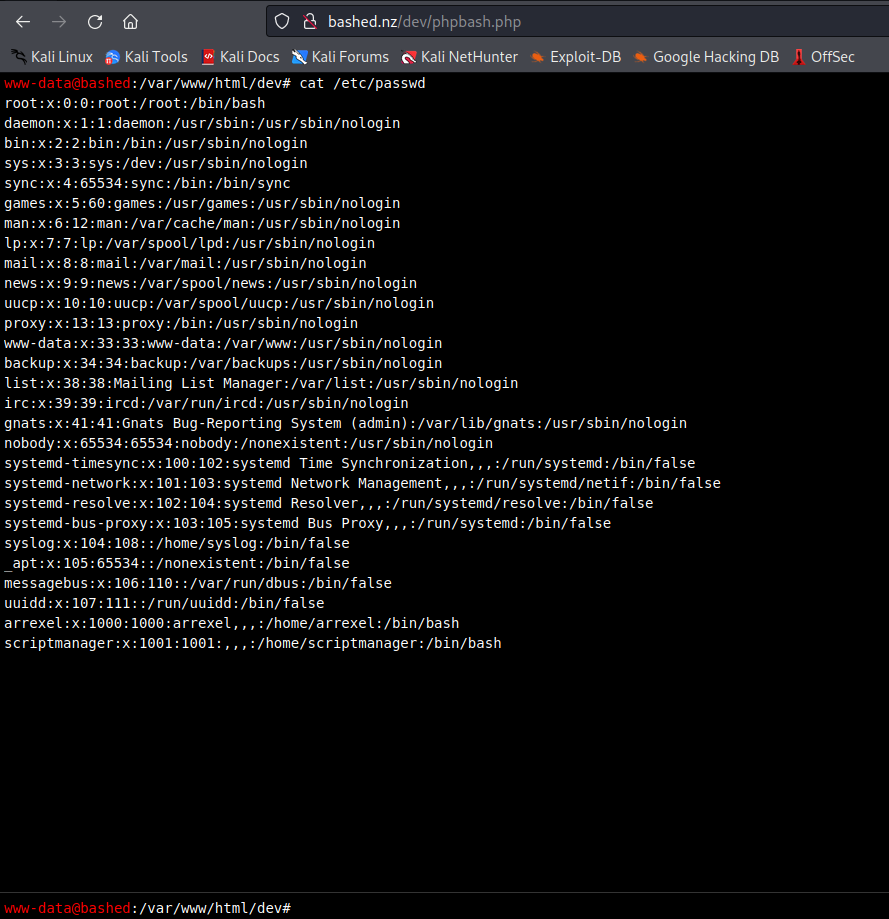 bashed.nz/dev/phpbash.php
Kali Linux Kali Tools Kali Docs Kali Forums Kali NetHunter Exploit-DB Google Hacking DB OffSec
www-data@bashed:/var/www/html/dev# cat /etc/passwd
root:x:0:0:root:/root:/bin/bash
daemon:x:1:1:daemon:/usr/sbin:/usr/sbin/nologin
bin:x:2:2:bin:/bin:/usr/sbin/nologin
sys:x:3:3:sys:/dev:/usr/sbin/nologin
sync:x:4:65534:sync:/bin:/bin/sync
games:x:5:60:games:/usr/games:/usr/sbin/nologin
man:x:6:12:man:/var/cache/man:/usr/sbin/nologin
lp:x:7:7:lp:/var/spool/lpd:/usr/sbin/nologin
mail:x:8:8:mail:/var/mail:/usr/sbin/nologin
news:x:9:9:news:/var/spool/news:/usr/sbin/nologin
uucp:x:10:10:uucp:/var/spool/uucp:/usr/sbin/nologin
proxy:x:13:13:proxy:/bin:/usr/sbin/nologin
www-data:x:33:33:www-data:/var/www:/usr/sbin/nologin
backup:x:34:34:backup:/var/backups:/usr/sbin/nologin
list:x:38:38:Mailing List Manager:/var/list:/usr/sbin/nologin
irc:x:39:39:ircd:/var/run/ircd:/usr/sbin/nologin
gnats:x:41:41:Gnats Bug-Reporting System (admin):/var/lib/gnats:/usr/sbin/nologin
nobody:x:65534:65534:nobody:/nonexistent:/usr/sbin/nologin
systemd-timesync:x:100:102:systemd Time Synchronization,,,:/run/systemd:/bin/false
systemd-network:x:101:103:systemd Network Management,,,:/run/systemd/netif:/bin/false
systemd-resolve:x:102:104:systemd Resolver,,,:/run/systemd/resolve:/bin/false
systemd-bus-proxy:x:103:105:systemd Bus Proxy,,,:/run/systemd:/bin/false
syslog:x:104:108::/home/syslog:/bin/false
_apt:x:105:65534::/nonexistent:/bin/false
messagebus:x:106:110::/var/run/dbus:/bin/false
uuidd:x:107:111::/run/uuidd:/bin/false
arrexel:x:1000:1000:arrexel,,,:/home/arrexel:/bin/bash
scriptmanager:x:1001:1001:,,,:/home/scriptmanager:/bin/bash
www-data@bashed:/var/www/html/dev#